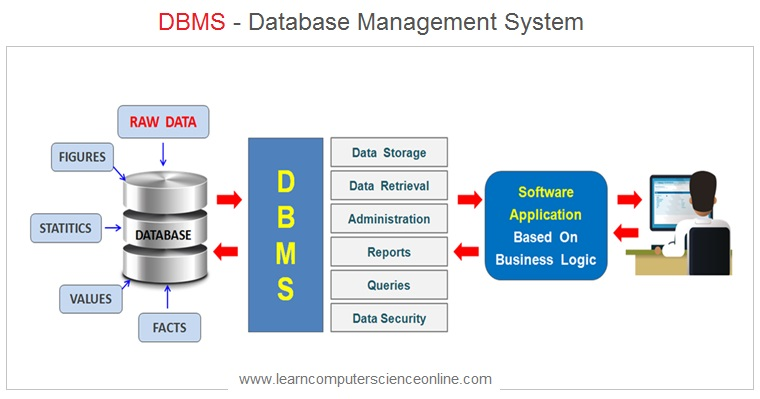 DBMS - Database Management System
RAW DATA
FIGURES
STATITICS
DATABASE
VALUES
FACTS
D
B
M
S
Data Storage
Data Retrieval
Administration
Reports
Queries
Data Security
Software
Application
Based On
Business Logic
www.learncomputerscienceonline.com